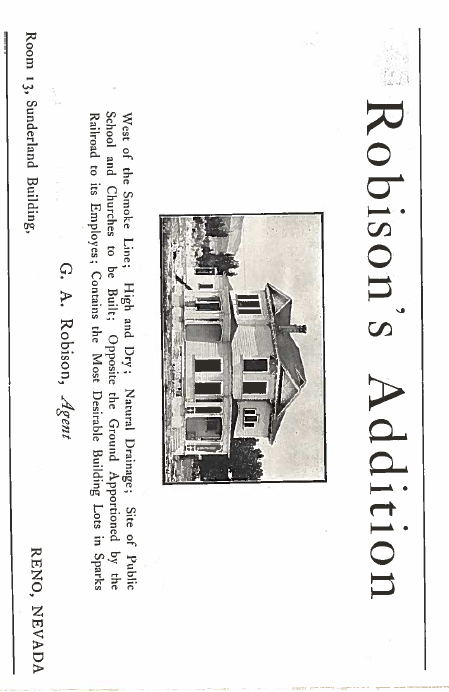 Robison's Addition
West of the Smoke Line; High and Dry; Natural Drainage; Site of Public
School and Churches to be Built; Opposite the Ground Apportioned by the
Railroad to its Employes; Contains the Most Desirable Building Lots in Sparks
G. A. Robison, Agent
Room 13, Sunderland Building,
RENO, NEVADA